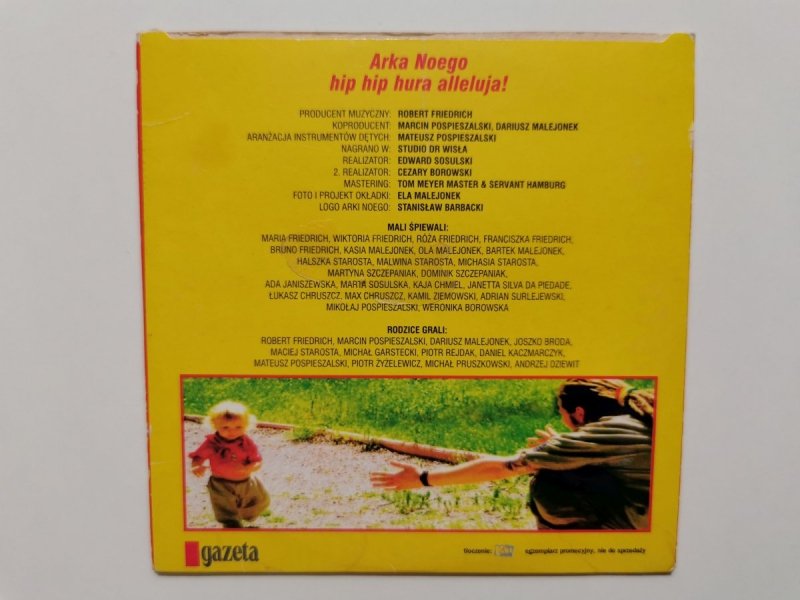 Arka Noego
hip hip hura alleluja!
PRODUCENT MUZYCZNY: ROBERT FRIEDRICH
KOPRODUCENT: MARCIN POSPIESZALSKI, DARIUSZ MALEJONEK
ARANŻACJA INSTRUMENTÓW DĘTYCH: MATEUSZ POSPIESZALSKI
NAGRANO W: STUDIO DR WISŁA
REALIZATOR: EDWARD SOSULSKI
2. REALIZATOR: CEZARY BOROWSKI
MASTERING: TOM MEYER MASTER & SERVANT HAMBURG
FOTO I PROJEKT OKŁADKI: ELA MALEJONEK
LOGO ARKI NOEGO: STANISŁAW BARBACKI
MALI ŚPIEWALI:
MARIA FRIEDRICH, WIKTORIA FRIEDRICH, RÓŻA FRIEDRICH, FRANCISZKA FRIEDRICH,
BRUNO FRIEDRICH, KASIA MALEJONEK, OLA MALEJONEK, BARTEK MALEJONEK,
HALSZKA STAROSTA, MALWINA STAROSTA, MICHASIA STAROSTA,
MARTYNA SZCZEPANIAK, DOMINIK SZCZEPANIAK,
ADA JANISZEWSKA, MARTA SOSULSKA, KAJA CHMIEL, JANETTA SILVA DA PIEDADE,
ŁUKASZ CHRUSZCZ, MAX CHRUSZCZ, KAMIL ZIEMOWSKI, ADRIAN SURLEJEWSKI,
MIKOŁAJ POSPIESZALSKI, WERONIKA BOROWSKA
RODZICE GRALI:
ROBERT FRIEDRICH, MARCIN POSPIESZALSKI, DARIUSZ MALEJONEK, JOSZKO BRODA,
MACIEJ STAROSTA, MICHAŁ GARSTECKI, PIOTR REJDAK, DANIEL KACZMARCZYK,
MATEUSZ POSPIESZALSKI, PIOTR ŻYŻELEWICZ, MICHAŁ PRUSZKOWSKI, ANDRZEJ DZIEWIT
gazeta
tłoczenie: egzemplarz promocyjny, nie do sprzedaży